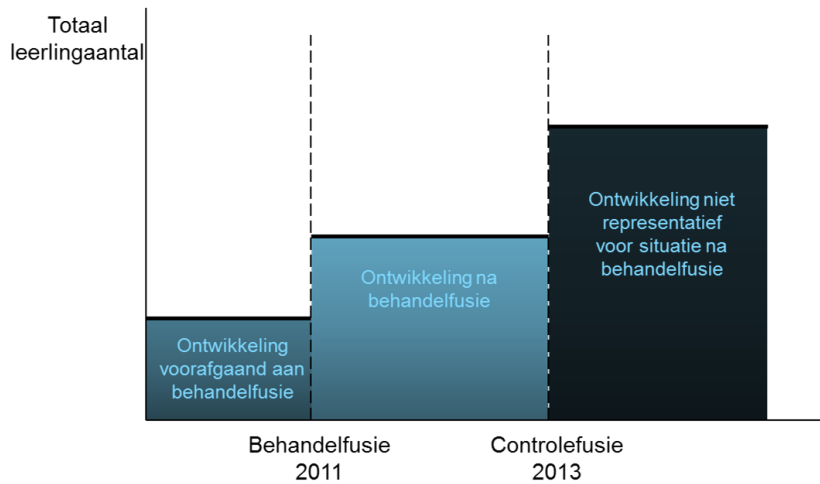 Totaal
leerlingaantal
Ontwikkeling
voorafgaand aan
behandelfusie
Ontwikkeling na
behandelfusie
Ontwikkeling niet
representatief
voor situatie na
behandelfusie
Behandelfusie
2011
Controlefusie
2013